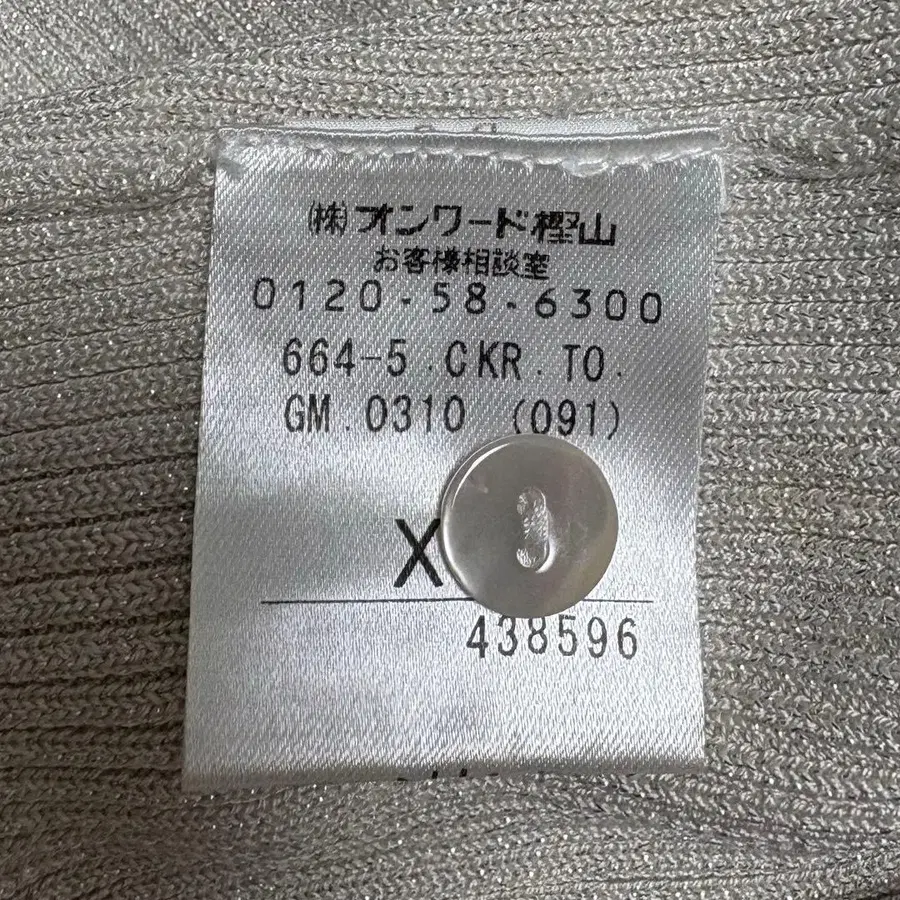 ㈱オンワード樫山
お客様相談室
0120-58-6300
664-5.CKR.TO.
GM.0310 (091)
X
438596